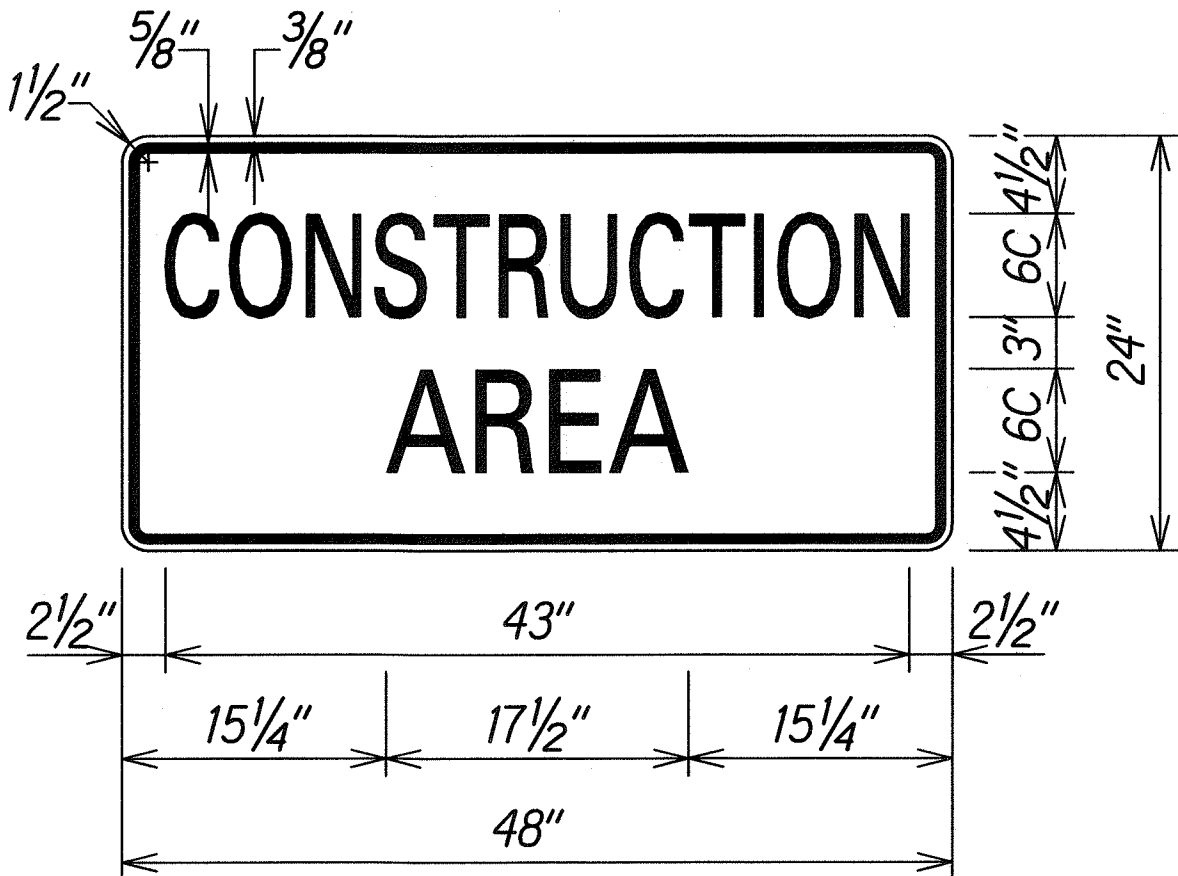 5/8" 3/8"
1 1/2"
CONSTRUCTION
AREA
4 1/2"
6C
3"
6C
4 1/2"
24"
2 1/2" 43" 2 1/2"
15 1/4" 17 1/2" 15 1/4"
48"